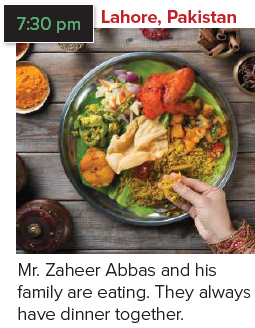 7:30 pm
Lahore, Pakistan
Mr. Zaheer Abbas and his
family are eating. They always
have dinner together.